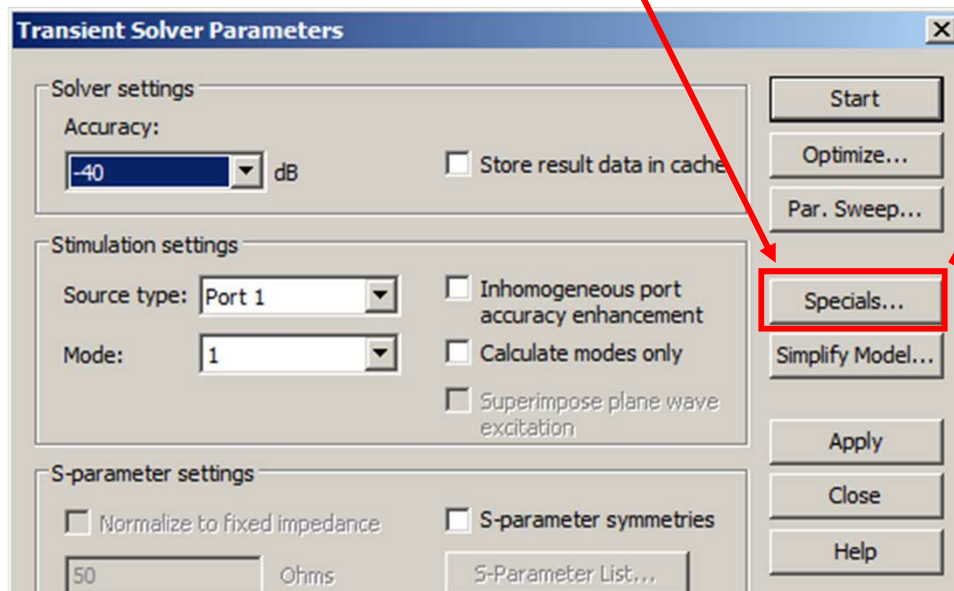 Transient Solver Parameters
Solver settings
Accuracy:
-40 dB
Store result data in cache
Start
Optimize...
Par. Sweep...
Stimulation settings
Source type: Port 1
Inhomogeneous port
accuracy enhancement
Specials...
Mode: 1
Calculate modes only
Simplify Model...
Superimpose plane wave
excitation
Apply
S-parameter settings
Close
Normalize to fixed impedance
S-parameter symmetries
Help
50 Ohms
S-Parameter List...